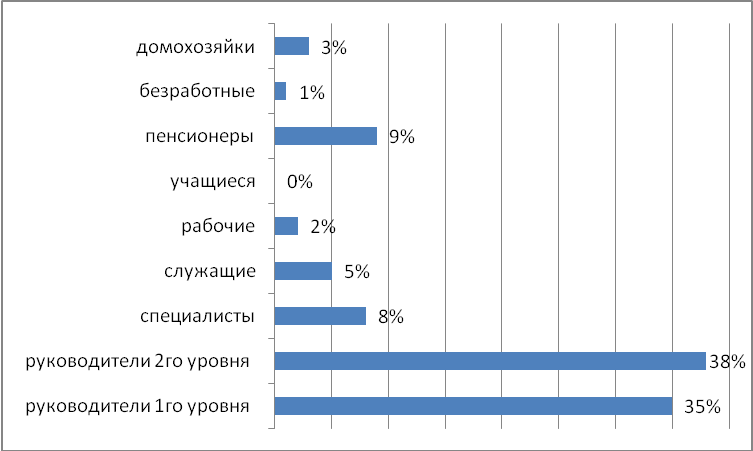 домохозяйки 3%
безработные 1%
пенсионеры 9%
учащиеся 0%
рабочие 2%
служащие 5%
специалисты 8%
руководители 2го уровня 38%
руководители 1го уровня 35%